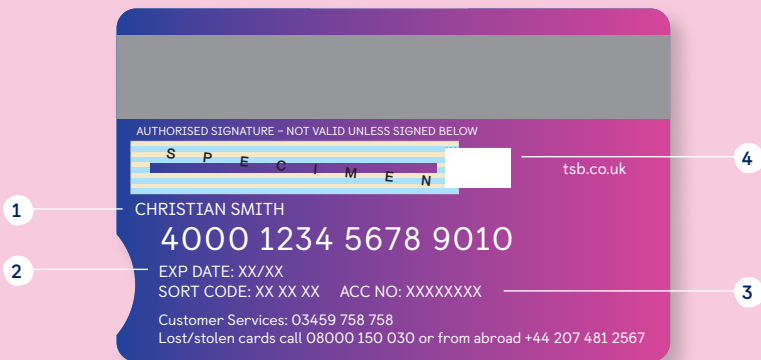 AUTHORISED SIGNATURE – NOT VALID UNLESS SIGNED BELOW
SPECIMEN
4
tsb.co.uk
1
CHRISTIAN SMITH
4000 1234 5678 9010
2
EXP DATE: XX/XX
SORT CODE: XX XX XX ACC NO: XXXXXXXX
3
Customer Services: 03459 758 758
Lost/stolen cards call 08000 150 030 or from abroad +44 207 481 2567